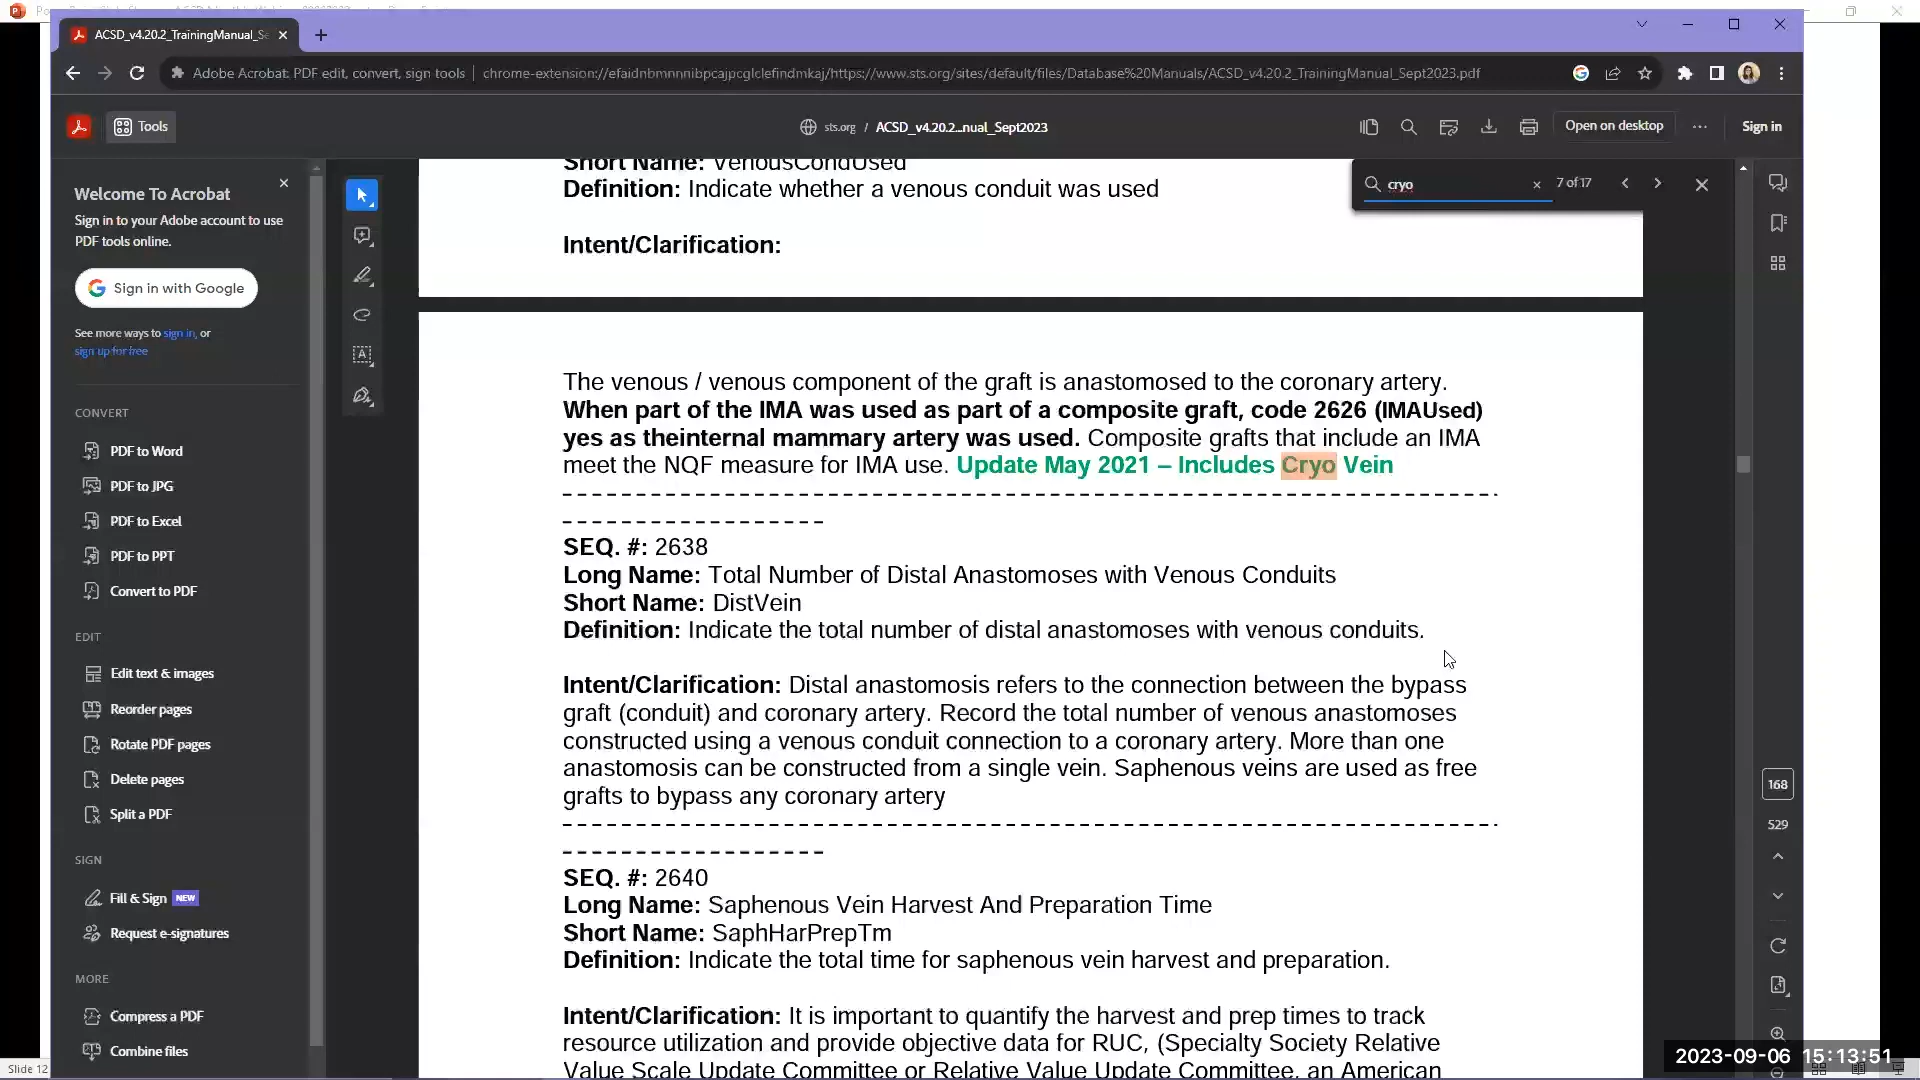 ACSD_v4.20.2_TrainingManual_Se
Adobe Acrobat: PDF edit, convert, sign tools
chrome-extension://efaidnbmnnnibpcajpcglclefindmkaj/https://www.sts.org/sites/default/files/Database%20Manuals/ACSD_v4.20.2_TrainingManual_Sept2023.pdf
Tools
sts.org / ACSD_v4.20.2...nual_Sept2023
Open on desktop
Sign in
cryo
7 of 17
Welcome To Acrobat
Sign in to your Adobe account to use
PDF tools online.
Sign in with Google
See more ways to sign in, or
sign up for free
CONVERT
PDF to Word
PDF to JPG
PDF to Excel
PDF to PPT
Convert to PDF
EDIT
Edit text & images
Reorder pages
Rotate PDF pages
Delete pages
Split a PDF
SIGN
Fill & Sign NEW
Request e-signatures
MORE
Compress a PDF
Combine files
Short Name: VenousCondUsed
Definition: Indicate whether a venous conduit was used
Intent/Clarification:
The venous / venous component of the graft is anastomosed to the coronary artery.
When part of the IMA was used as part of a composite graft, code 2626 (IMAUsed)
yes as theinternal mammary artery was used. Composite grafts that include an IMA
meet the NQF measure for IMA use. Update May 2021 – Includes Cryo Vein
SEQ. #: 2638
Long Name: Total Number of Distal Anastomoses with Venous Conduits
Short Name: DistVein
Definition: Indicate the total number of distal anastomoses with venous conduits.
Intent/Clarification: Distal anastomosis refers to the connection between the bypass
graft (conduit) and coronary artery. Record the total number of venous anastomoses
constructed using a venous conduit connection to a coronary artery. More than one
anastomosis can be constructed from a single vein. Saphenous veins are used as free
grafts to bypass any coronary artery
SEQ. #: 2640
Long Name: Saphenous Vein Harvest And Preparation Time
Short Name: SaphHarPrepTm
Definition: Indicate the total time for saphenous vein harvest and preparation.
Intent/Clarification: It is important to quantify the harvest and prep times to track
resource utilization and provide objective data for RUC, (Specialty Society Relative
Value Scale Update Committee or Relative Value Update Committee, an American
168
529
Slide 12
2023-09-06 15:13:51